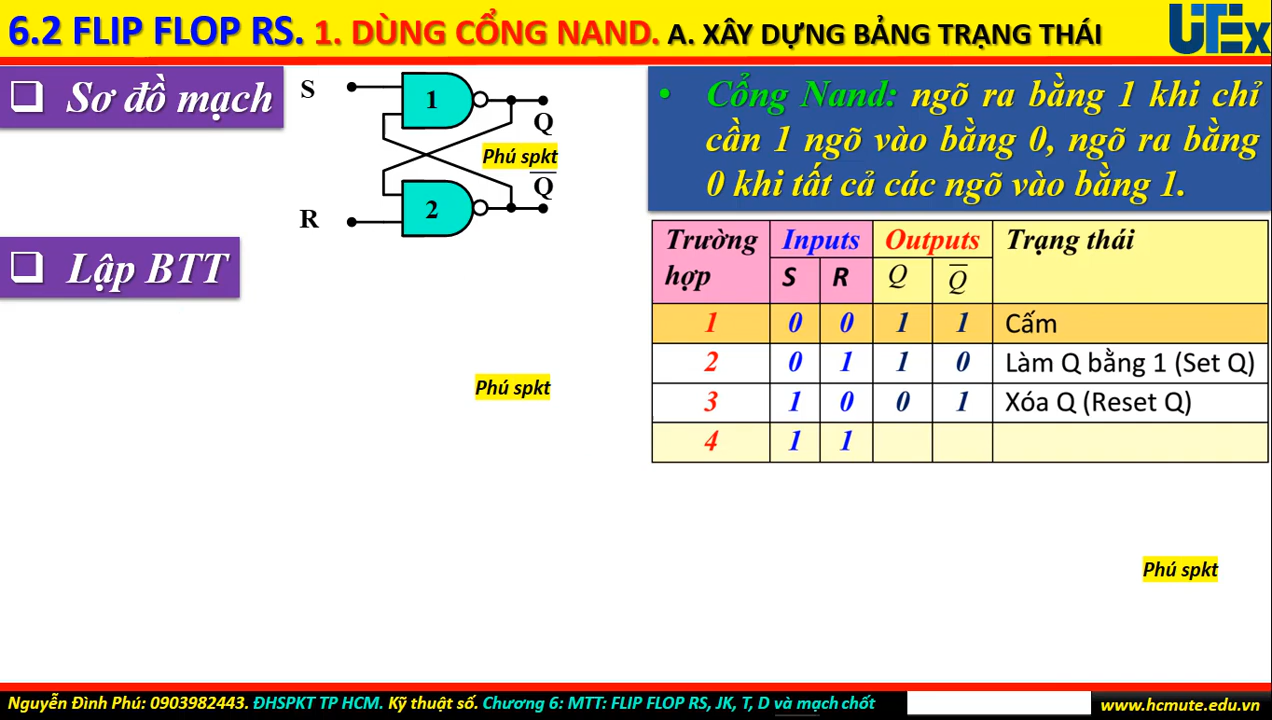 6.2 FLIP FLOP RS. 1. DÙNG CỔNG NAND. A. XÂY DỰNG BẢNG TRẠNG THÁI
UTEx
Sơ đồ mạch
S
1
Q
Phú spkt
Q̅
2
R
Lập BTT
Phú spkt
• Cổng Nand: ngõ ra bằng 1 khi chỉ
cần 1 ngõ vào bằng 0, ngõ ra bằng
0 khi tất cả các ngõ vào bằng 1.
Trường hợp Inputs Outputs Trạng thái
S R Q Q̅
1 0 0 1 1 Cấm
2 0 1 1 0 Làm Q bằng 1 (Set Q)
3 1 0 0 1 Xóa Q (Reset Q)
4 1 1
Phú spkt
Nguyễn Đình Phú: 0903982443. ĐHSPKT TP HCM. Kỹ thuật số. Chương 6: MTT: FLIP FLOP RS, JK, T, D và mạch chốt
www.hcmute.edu.vn